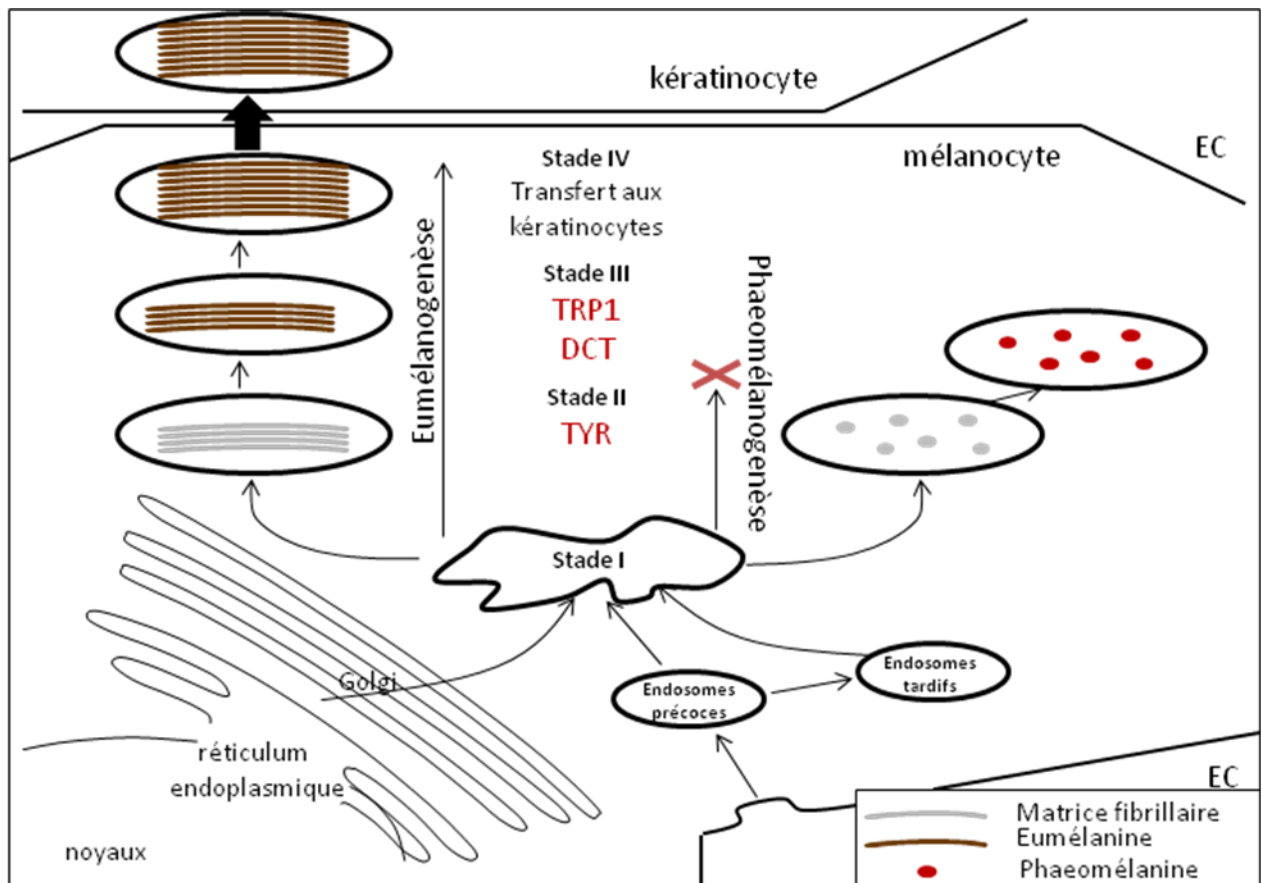 kératinocyte
EC
mélanocyte
Stade IV
Transfert aux
kératinocytes
Eumélanogenèse
Stade III
TRP1
DCT
Phaeomélanogenèse
Stade II
TYR
Stade I
Golgi
Endosomes
précoces
Endosomes
tardifs
réticulum
endoplasmique
noyaux
EC
Matrice fibrillaire
Eumélanine
Phaeomélanine